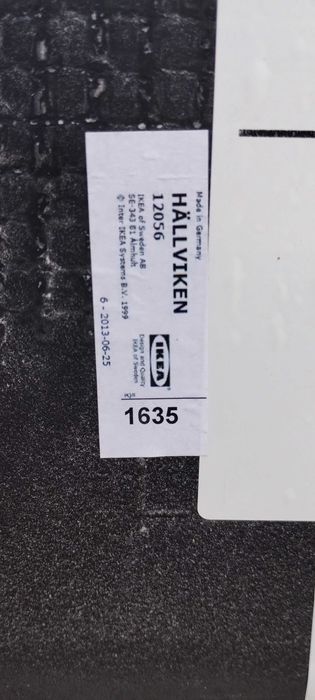 Made in Germany
HÄLLVIKEN
12056
IKEA of Sweden AB
SE-343 81 Älmhult
© Inter IKEA Systems B.V. 1999
6 - 2013-06-25
IKEA®
Design and Quality
IKEA of Sweden
1635